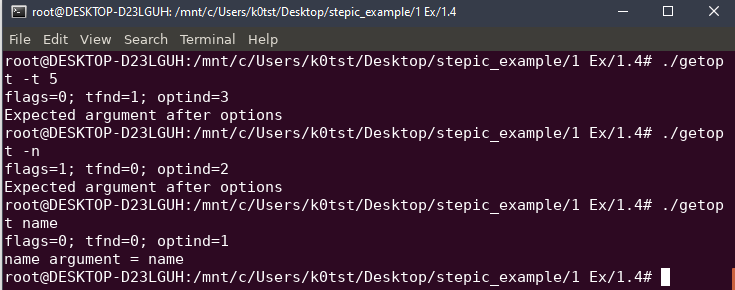 root@DESKTOP-D23LGUH: /mnt/c/Users/k0tst/Desktop/stepic_example/1 Ex/1.4
File Edit View Search Terminal Help
root@DESKTOP-D23LGUH:/mnt/c/Users/k0tst/Desktop/stepic_example/1 Ex/1.4# ./getop
t -t 5
flags=0; tfnd=1; optind=3
Expected argument after options
root@DESKTOP-D23LGUH:/mnt/c/Users/k0tst/Desktop/stepic_example/1 Ex/1.4# ./getop
t -n
flags=1; tfnd=0; optind=2
Expected argument after options
root@DESKTOP-D23LGUH:/mnt/c/Users/k0tst/Desktop/stepic_example/1 Ex/1.4# ./getop
t name
flags=0; tfnd=0; optind=1
name argument = name
root@DESKTOP-D23LGUH:/mnt/c/Users/k0tst/Desktop/stepic_example/1 Ex/1.4#